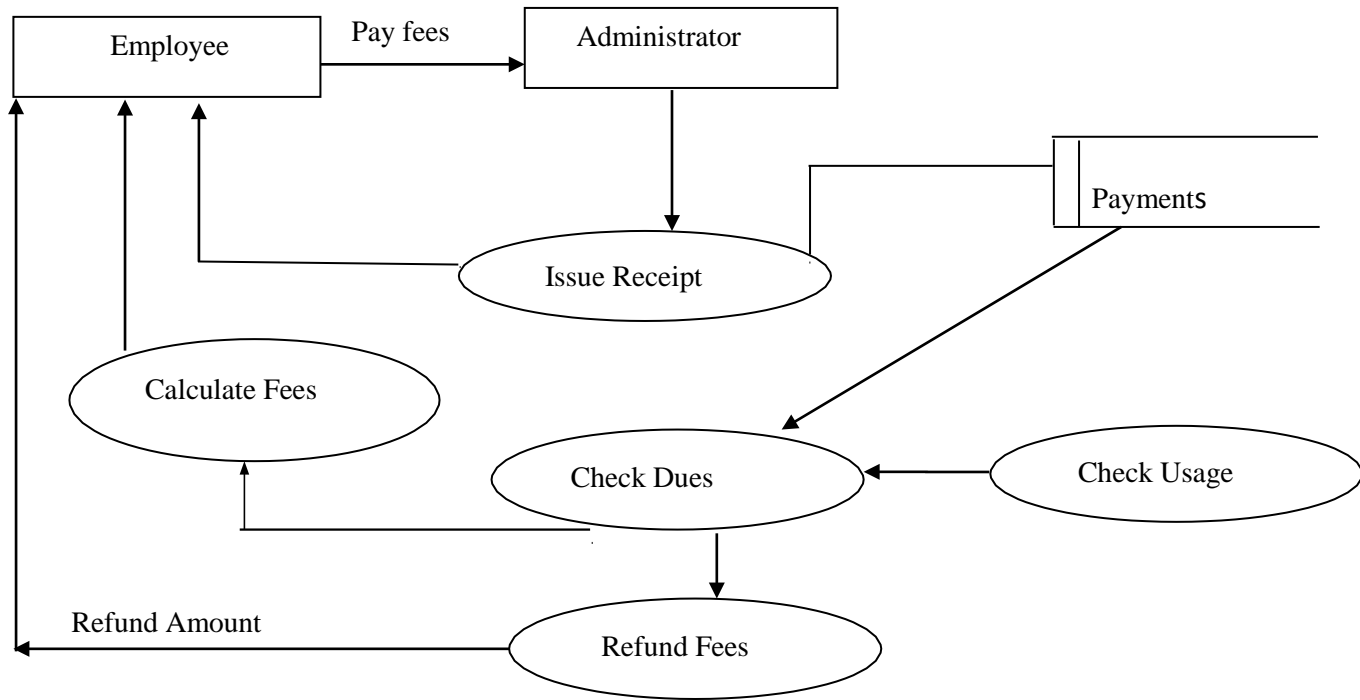 Employee
Pay fees
Administrator
Payments
Issue Receipt
Calculate Fees
Check Dues
Check Usage
Refund Amount
Refund Fees